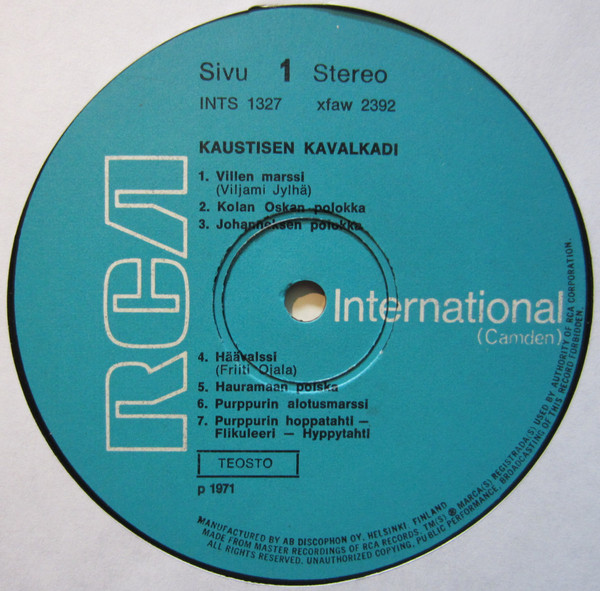 Sivu 1 Stereo
INTS 1327 xfaw 2392
KAUSTISEN KAVALKADI
1. Villen marssi
(Viljami Jylhä)
2. Kolan Oskan polokka
3. Johanneksen polokka
RCA
International
(Camden)
4. Häävalssi
(Friiti Ojala)
5. Hauramaan polska
6. Purppurin alotusmarssi
7. Purppurin hoppatahti –
Flikuleeri – Hyppytahti
TEOSTO
p 1971
MANUFACTURED BY AB DISCOPHON OY. HELSINKI. FINLAND
MADE FROM MASTER RECORDINGS OF RCA RECORDS. TM(S) ® MARCA(S) REGISTRADA(S) USED BY AUTHORITY OF RCA CORPORATION.
ALL RIGHTS RESERVED. UNAUTHORIZED COPYING, PUBLIC PERFORMANCE, BROADCASTING OF THIS RECORD FORBIDDEN.